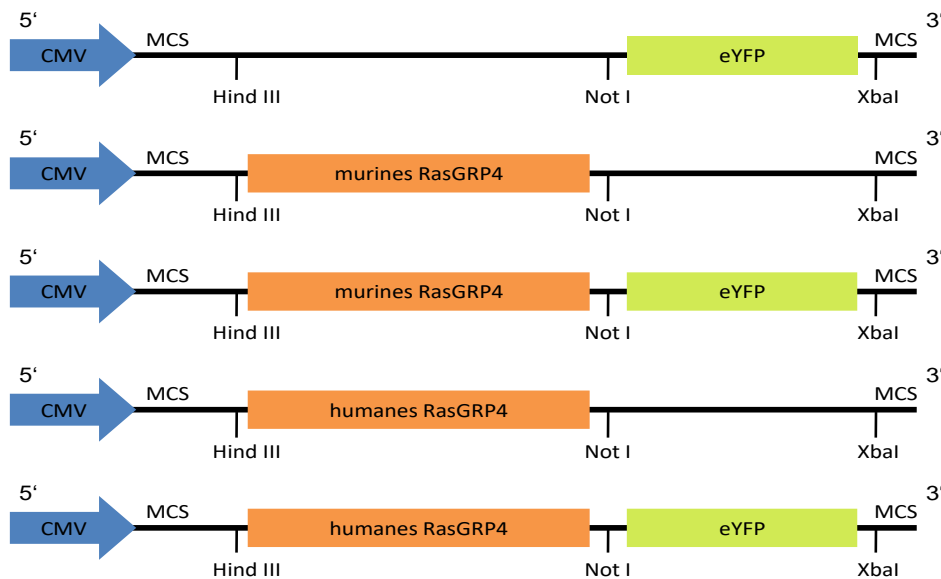 5‘ 3‘
CMV MCS eYFP MCS
Hind III Not I XbaI
5‘ 3‘
CMV MCS murines RasGRP4 MCS
Hind III Not I XbaI
5‘ 3‘
CMV MCS murines RasGRP4 eYFP MCS
Hind III Not I XbaI
5‘ 3‘
CMV MCS humanes RasGRP4 MCS
Hind III Not I XbaI
5‘ 3‘
CMV MCS humanes RasGRP4 eYFP MCS
Hind III Not I XbaI